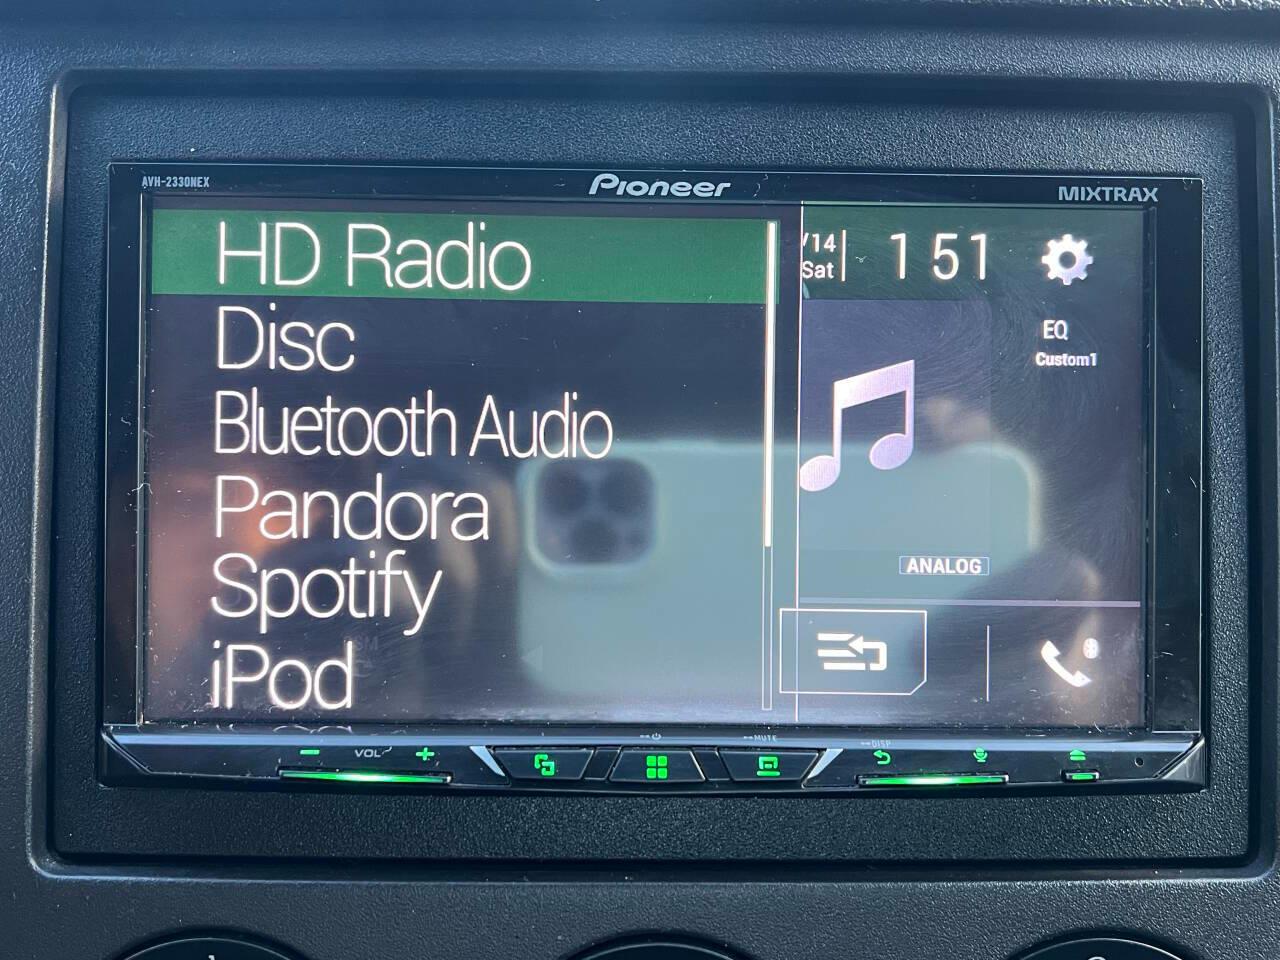 AVH-2330NEX
Pioneer
MIXTRAX
HD Radio
Disc
Bluetooth Audio
Pandora
Spotify
iPod
/14
Sat
1 51
EQ
Custom1
ANALOG
VOL
MUTE
DISP